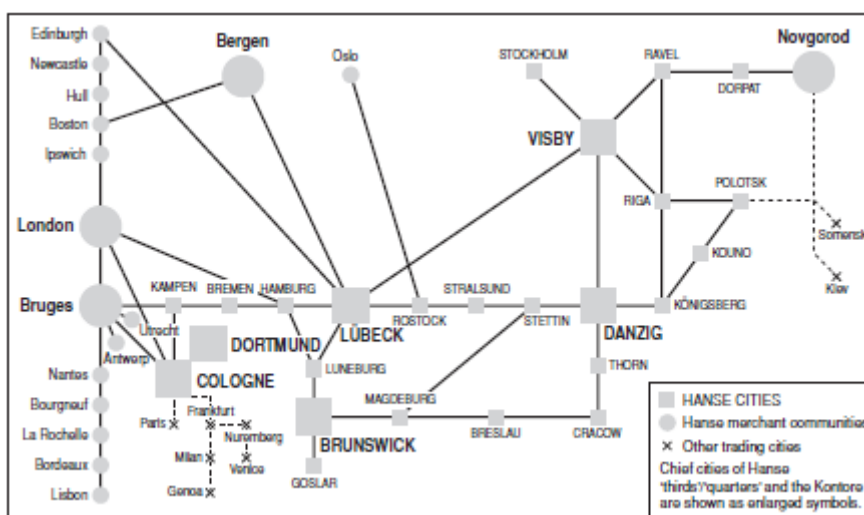 Edinburgh
Newcastle
Hull
Boston
Ipswich
London
Bruges
Utrecht
Antwerp
Nantes
Bourgneuf
La Rochelle
Bordeaux
Lisbon
Bergen
Oslo
STOCKHOLM
RAVEL
DORPAT
Novgorod
VISBY
RIGA
POLOTSK
KOUNO
Somensk
Kiev
KAMPEN
BREMEN
HAMBURG
LÜBECK
ROSTOCK
STRALSUND
STETTIN
DANZIG
KÖNIGSBERG
DORTMUND
COLOGNE
LUNEBURG
THORN
MAGDEBURG
BRUNSWICK
BRESLAU
CRACOW
GOSLAR
Paris
Frankfurt
Nuremberg
Milan
Venice
Genoa
HANSE CITIES
Hanse merchant communities
Other trading cities
Chief cities of Hanse
'thirds'/'quarters' and the Kontore
are shown as enlarged symbols.